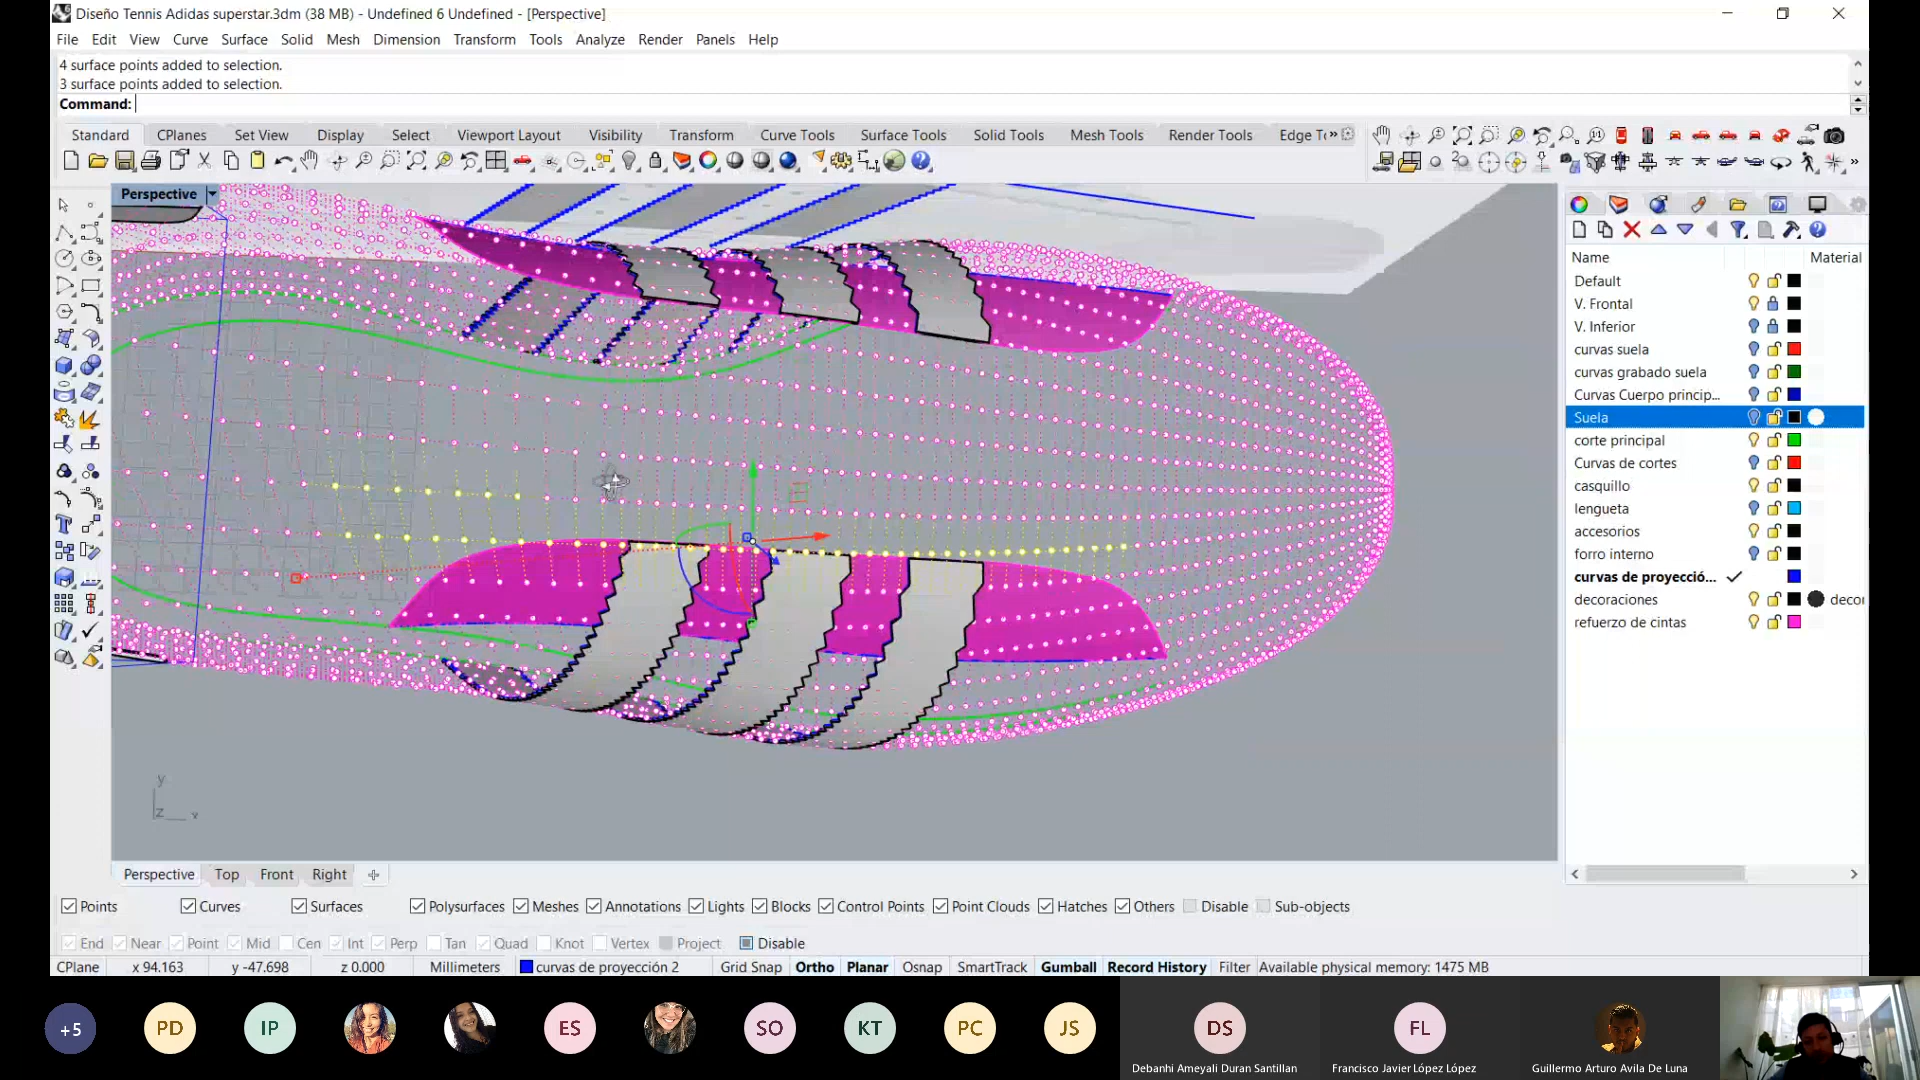 Diseño Tennis Adidas superstar.3dm (38 MB) - Undefined 6 Undefined - [Perspective]
File Edit View Curve Surface Solid Mesh Dimension Transform Tools Analyze Render Panels Help
4 surface points added to selection.
3 surface points added to selection.
Command:
Standard CPlanes Set View Display Select Viewport Layout Visibility Transform Curve Tools Surface Tools Solid Tools Mesh Tools Render Tools Edge To
Perspective
Name Material
Default
V. Frontal
V. Inferior
curvas suela
curvas grabado suela
Curvas Cuerpo princip...
Suela
corte principal
Curvas de cortes
casquillo
lengueta
accesorios
forro interno
curvas de proyecció...
decoraciones decor
refuerzo de cintas
y
z x
Perspective Top Front Right
Points Curves Surfaces Polysurfaces Meshes Annotations Lights Blocks Control Points Point Clouds Hatches Others Disable Sub-objects
End Near Point Mid Cen Int Perp Tan Quad Knot Vertex Project Disable
CPlane x 94.163 y -47.698 z 0.000 Millimeters curvas de proyección 2 Grid Snap Ortho Planar Osnap SmartTrack Gumball Record History Filter Available physical memory: 1475 MB
+5 PD IP ES SO KT PC JS DS FL
Debanhi Ameyali Duran Santillan Francisco Javier López López Guillermo Arturo Avila De Luna